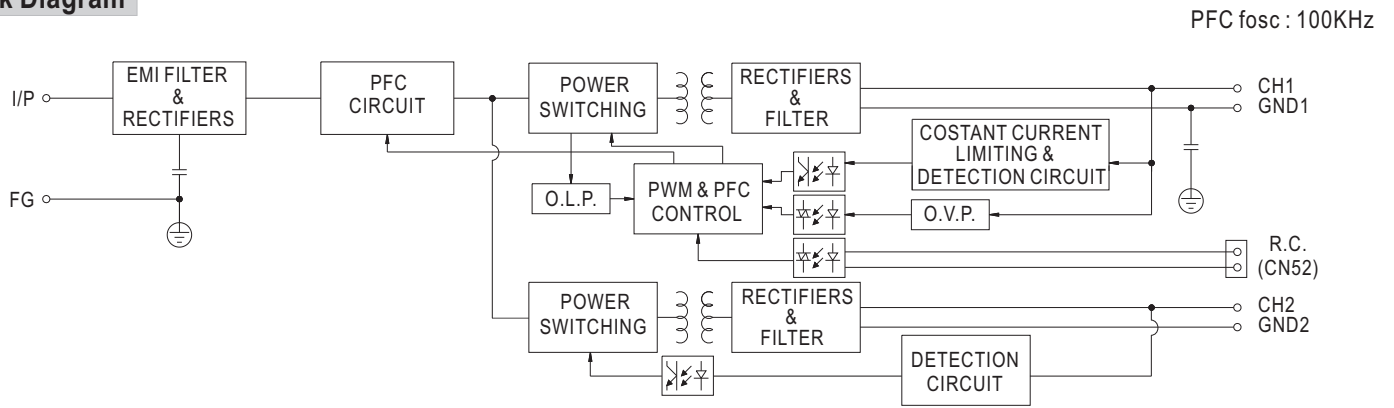 k Diagram
PFC fosc : 100KHz
I/P
EMI FILTER
&
RECTIFIERS
PFC
CIRCUIT
POWER
SWITCHING
RECTIFIERS
&
FILTER
CH1
GND1
COSTANT CURRENT
LIMITING &
DETECTION CIRCUIT
FG
O.L.P.
PWM & PFC
CONTROL
O.V.P.
R.C.
(CN52)
POWER
SWITCHING
RECTIFIERS
&
FILTER
CH2
GND2
DETECTION
CIRCUIT